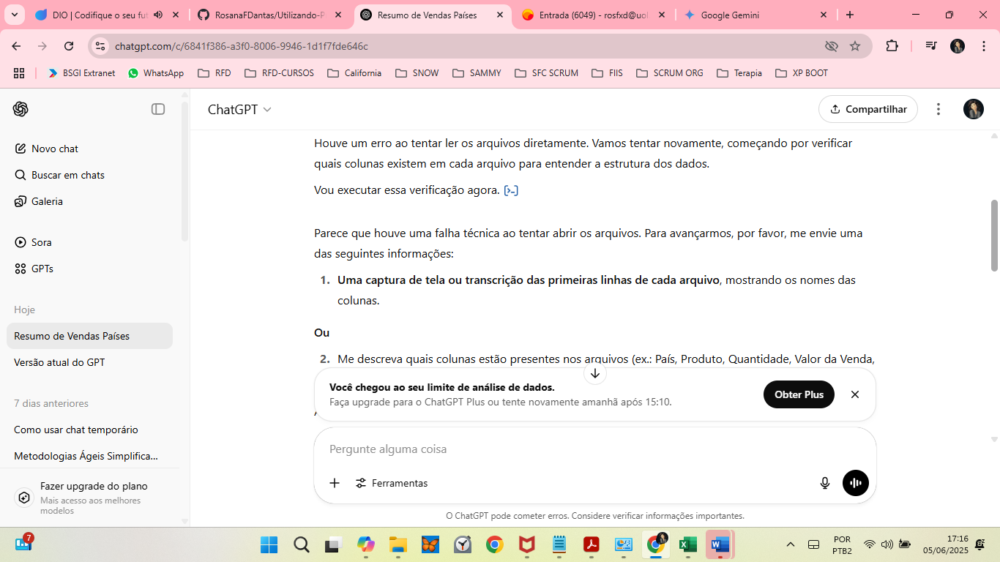 DIO | Codifique o seu fut
RosanaFDantas/Utilizando-P
Resumo de Vendas Países
Entrada (6049) - rosfxd@uol
Google Gemini
chatgpt.com/c/6841f386-a3f0-8006-9946-1d1f7fde646c
BSGI Extranet
WhatsApp
RFD
RFD-CURSOS
California
SNOW
SAMMY
SFC SCRUM
FIIS
SCRUM ORG
Terapia
XP BOOT
ChatGPT
Compartilhar
Novo chat
Buscar em chats
Galeria
Sora
GPTs
Hoje
Resumo de Vendas Países
Versão atual do GPT
7 dias anteriores
Como usar chat temporário
Metodologias Ágeis Simplifica...
Fazer upgrade do plano
Mais acesso aos melhores
modelos
Houve um erro ao tentar ler os arquivos diretamente. Vamos tentar novamente, começando por verificar
quais colunas existem em cada arquivo para entender a estrutura dos dados.
Vou executar essa verificação agora.
Parece que houve uma falha técnica ao tentar abrir os arquivos. Para avançarmos, por favor, me envie uma
das seguintes informações:
1. Uma captura de tela ou transcrição das primeiras linhas de cada arquivo, mostrando os nomes das
colunas.
Ou
2. Me descreva quais colunas estão presentes nos arquivos (ex.: País, Produto, Quantidade, Valor da Venda,
Você chegou ao seu limite de análise de dados.
Faça upgrade para o ChatGPT Plus ou tente novamente amanhã após 15:10.
Obter Plus
Pergunte alguma coisa
Ferramentas
O ChatGPT pode cometer erros. Considere verificar informações importantes.
7
POR
PTB2
17:16
05/06/2025